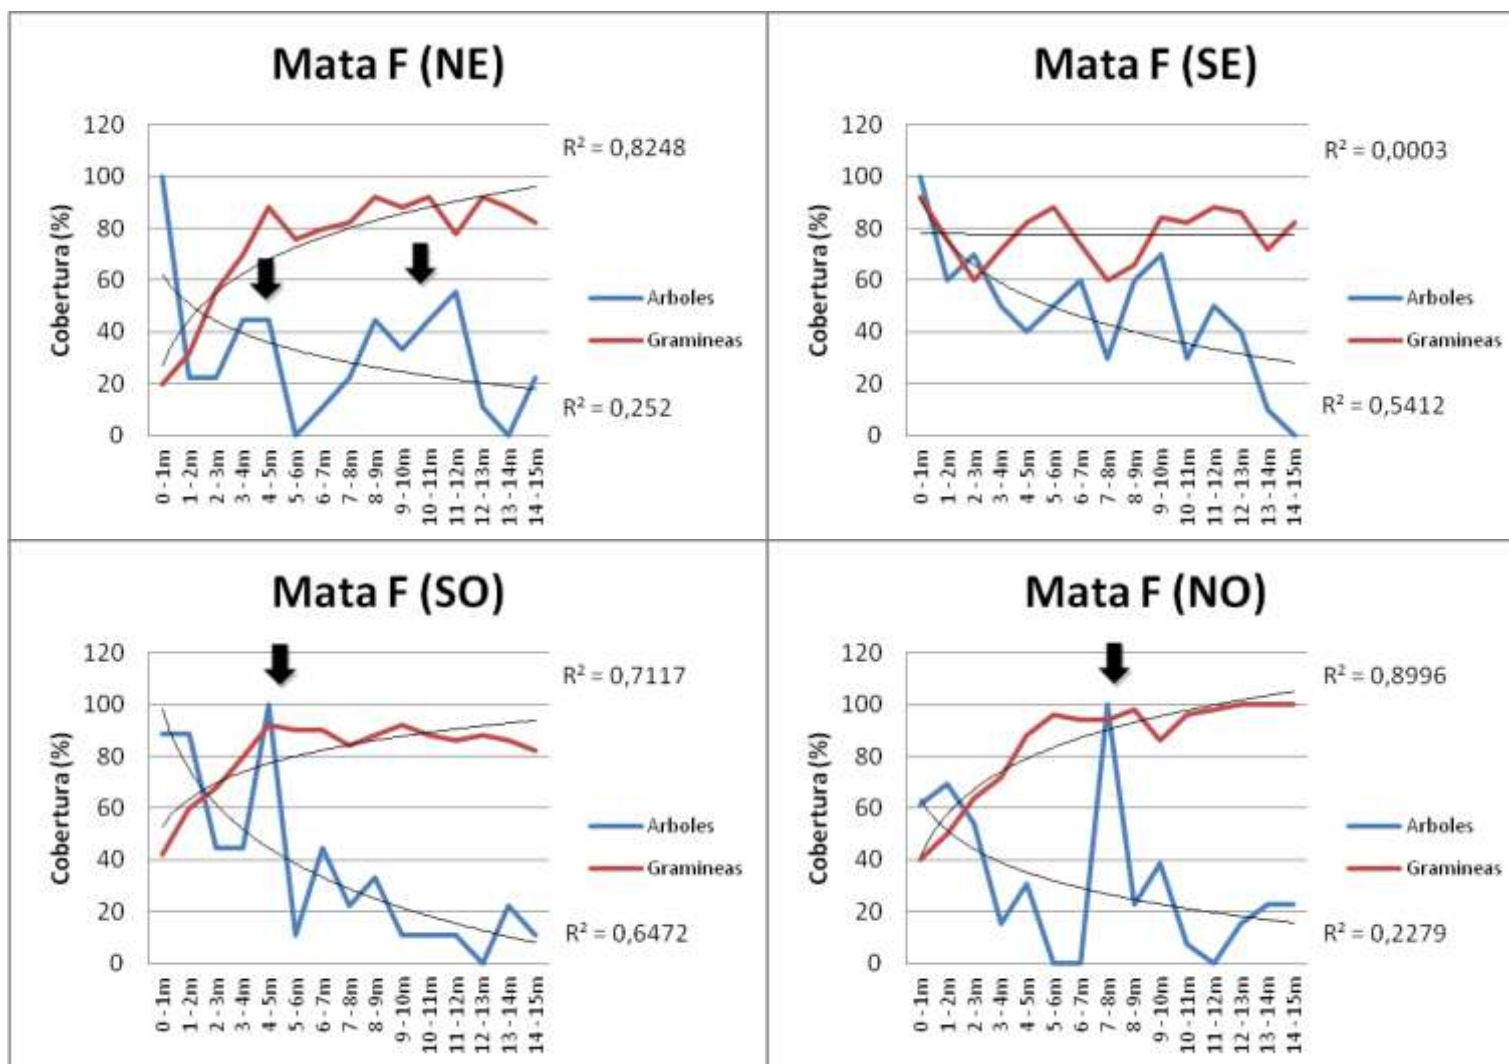 Mata F (NE)
120
100
80
60
40
20
0
Cobertura (%)
0 - 1m
1 - 2m
2 - 3m
3 - 4m
4 - 5m
5 - 6m
6 - 7m
7 - 8m
8 - 9m
9 - 10m
10 - 11m
11 - 12m
12 - 13m
13 - 14m
14 - 15m
R² = 0,8248
Arboles
Gramineas
R² = 0,252
Mata F (SE)
120
100
80
60
40
20
0
Cobertura (%)
0 - 1m
1 - 2m
2 - 3m
3 - 4m
4 - 5m
5 - 6m
6 - 7m
7 - 8m
8 - 9m
9 - 10m
10 - 11m
11 - 12m
12 - 13m
13 - 14m
14 - 15m
R² = 0,0003
Arboles
Gramineas
R² = 0,5412
Mata F (SO)
120
100
80
60
40
20
0
Cobertura (%)
0 - 1m
1 - 2m
2 - 3m
3 - 4m
4 - 5m
5 - 6m
6 - 7m
7 - 8m
8 - 9m
9 - 10m
10 - 11m
11 - 12m
12 - 13m
13 - 14m
14 - 15m
R² = 0,7117
Arboles
Gramineas
R² = 0,6472
Mata F (NO)
120
100
80
60
40
20
0
Cobertura (%)
0 - 1m
1 - 2m
2 - 3m
3 - 4m
4 - 5m
5 - 6m
6 - 7m
7 - 8m
8 - 9m
9 - 10m
10 - 11m
11 - 12m
12 - 13m
13 - 14m
14 - 15m
R² = 0,8996
Arboles
Gramineas
R² = 0,2279